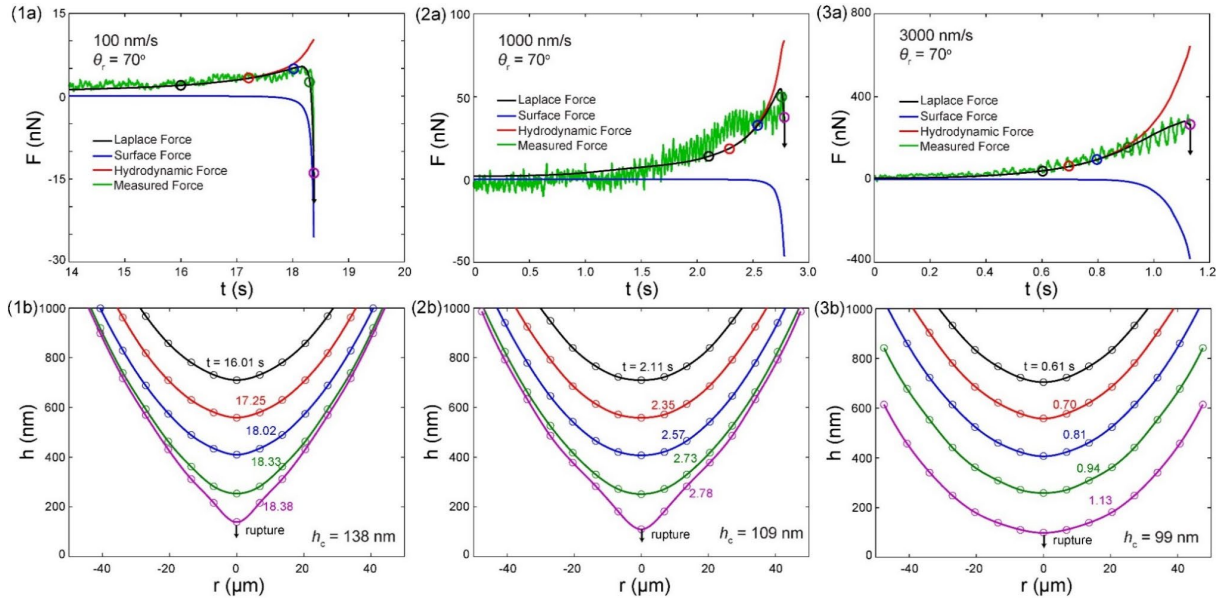 (1a)
100 nm/s
θr = 70°
Laplace Force
Surface Force
Hydrodynamic Force
Measured Force
F (nN)
15
0
-15
-30
14 15 16 17 18 19 20
t (s)
(2a)
1000 nm/s
θr = 70°
Laplace Force
Surface Force
Hydrodynamic Force
Measured Force
F (nN)
100
50
0
-50
0 0.5 1.0 1.5 2.0 2.5 3.0
t (s)
(3a)
3000 nm/s
θr = 70°
Laplace Force
Surface Force
Hydrodynamic Force
Measured Force
F (nN)
800
400
0
-400
0 0.2 0.4 0.6 0.8 1.0 1.2
t (s)
(1b)
t = 16.01 s
17.25
18.02
18.33
18.38
rupture
hc = 138 nm
h (nm)
1000
800
600
400
200
0
-40 -20 0 20 40
r (µm)
(2b)
t = 2.11 s
2.35
2.57
2.73
2.78
rupture
hc = 109 nm
h (nm)
1000
800
600
400
200
0
-40 -20 0 20 40
r (µm)
(3b)
t = 0.61 s
0.70
0.81
0.94
1.13
rupture
hc = 99 nm
h (nm)
1000
800
600
400
200
0
-40 -20 0 20 40
r (µm)